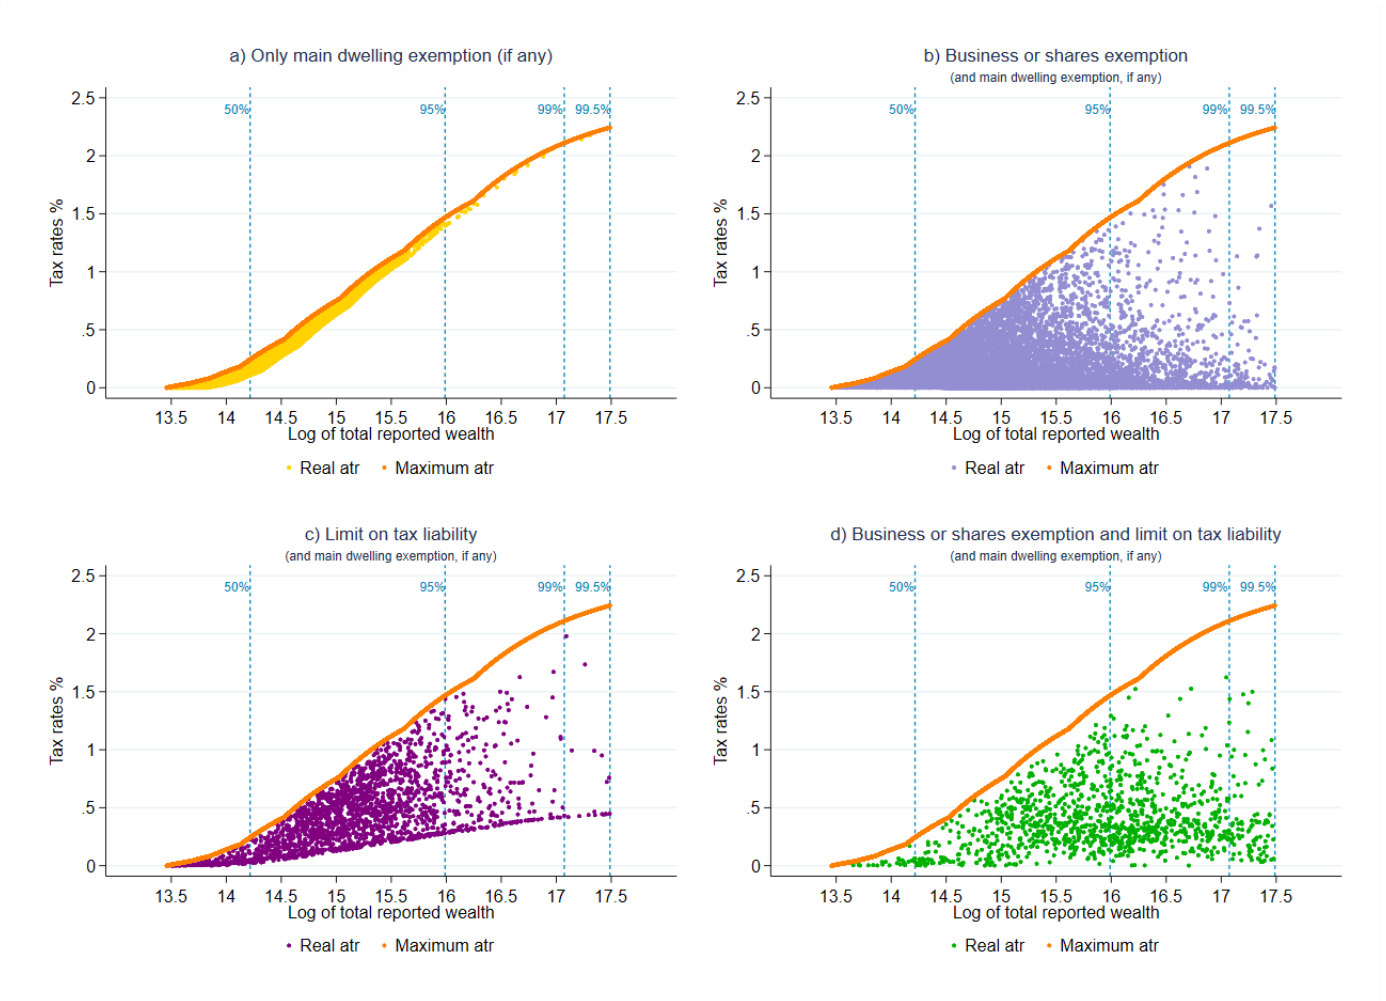 a) Only main dwelling exemption (if any)
50% 95% 99% 99.5%
2.5
2
1.5
1
.5
0
Tax rates %
13.5 14 14.5 15 15.5 16 16.5 17 17.5
Log of total reported wealth
Real atr Maximum atr
b) Business or shares exemption
(and main dwelling exemption, if any)
50% 95% 99% 99.5%
2.5
2
1.5
1
.5
0
Tax rates %
13.5 14 14.5 15 15.5 16 16.5 17 17.5
Log of total reported wealth
Real atr Maximum atr
c) Limit on tax liability
(and main dwelling exemption, if any)
50% 95% 99% 99.5%
2.5
2
1.5
1
.5
0
Tax rates %
13.5 14 14.5 15 15.5 16 16.5 17 17.5
Log of total reported wealth
Real atr Maximum atr
d) Business or shares exemption and limit on tax liability
(and main dwelling exemption, if any)
50% 95% 99% 99.5%
2.5
2
1.5
1
.5
0
Tax rates %
13.5 14 14.5 15 15.5 16 16.5 17 17.5
Log of total reported wealth
Real atr Maximum atr